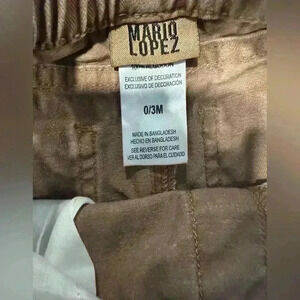 MARIO
LOPEZ
EXCLUSIVE OF DECORATION
EXCLUSIVO DE DECORACIÓN
0/3M
MADE IN BANGLADESH
HECHO EN BANGLADESH
SEE REVERSE FOR CARE
VER AL DORSO PARA EL CUIDADO